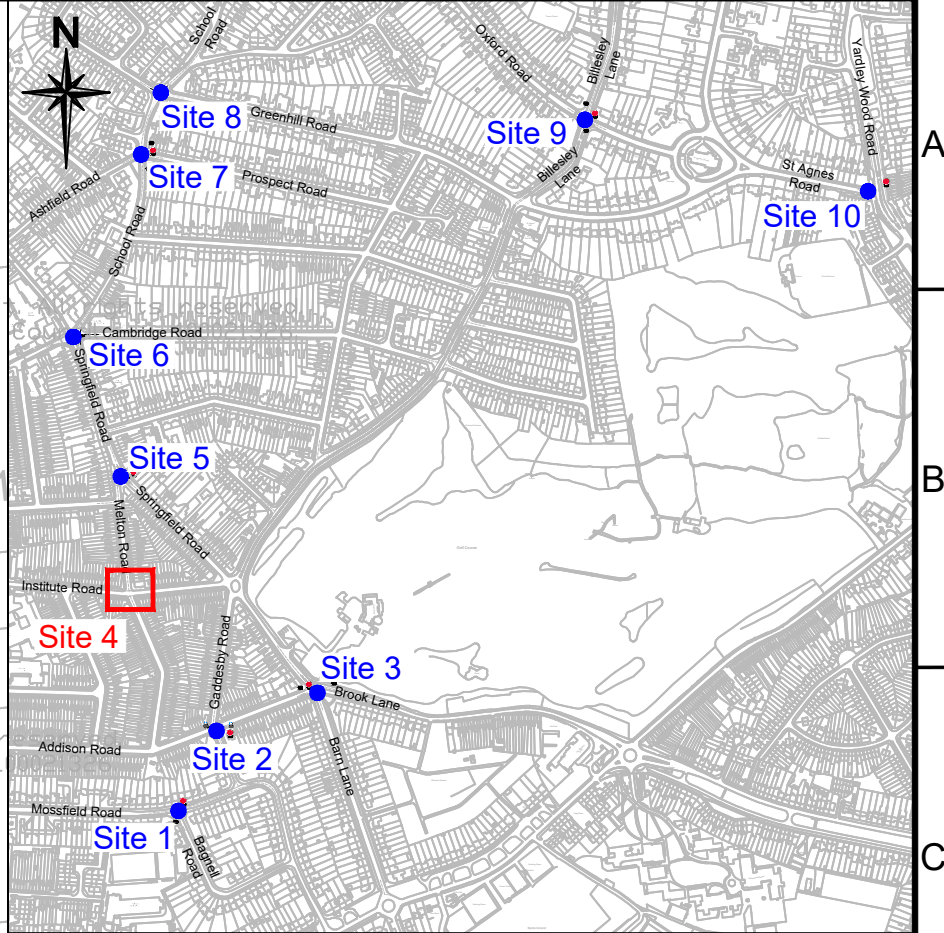 N
School
Road
Oxford Road
Billesley
Lane
Yardley Wood Road
A
Site 8
Greenhill Road
Site 9
Site 7
Ashfield Road
Prospect Road
Billesley
Lane
St Agnes
Road
Site 10
School Road
Cambridge Road
Site 6
Springfield Road
Site 5
Springfield Road
B
Melton Road
Institute Road
Site 4
Gaddesby Road
Site 3
Brook Lane
Addison Road
Site 2
Barn Lane
Mossfield Road
Site 1
Bagnell
Road
C